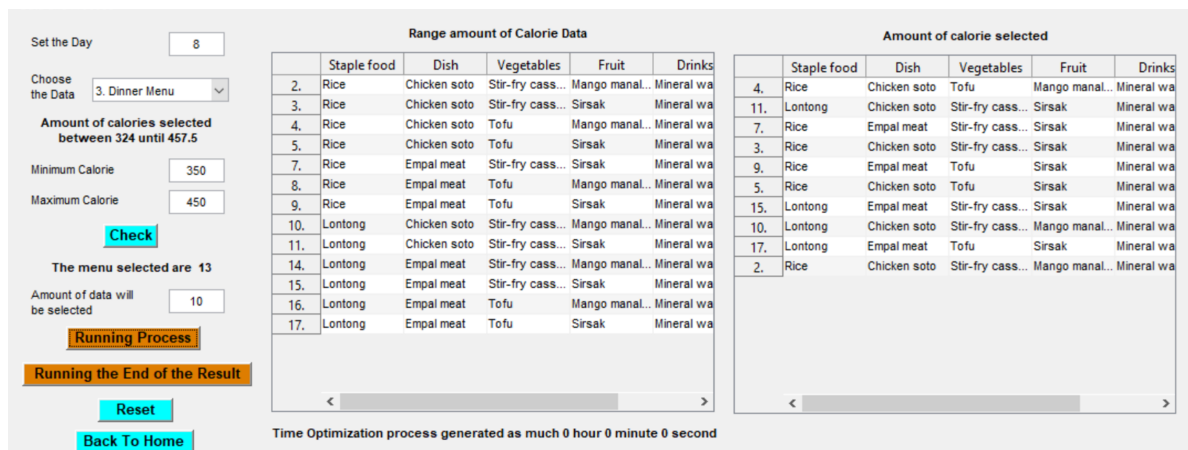 Set the Day 8
Choose the Data 3. Dinner Menu
Amount of calories selected
between 324 until 457.5
Minimum Calorie 350
Maximum Calorie 450
Check
The menu selected are 13
Amount of data will
be selected 10
Running Process
Running the End of the Result
Reset
Back To Home
Range amount of Calorie Data
Staple food Dish Vegetables Fruit Drinks
2. Rice Chicken soto Stir-fry cass... Mango manal... Mineral wa
3. Rice Chicken soto Stir-fry cass... Sirsak Mineral wa
4. Rice Chicken soto Tofu Mango manal... Mineral wa
5. Rice Chicken soto Tofu Sirsak Mineral wa
7. Rice Empal meat Stir-fry cass... Sirsak Mineral wa
8. Rice Empal meat Tofu Mango manal... Mineral wa
9. Rice Empal meat Tofu Sirsak Mineral wa
10. Lontong Chicken soto Stir-fry cass... Mango manal... Mineral wa
11. Lontong Chicken soto Stir-fry cass... Sirsak Mineral wa
14. Lontong Empal meat Stir-fry cass... Mango manal... Mineral wa
15. Lontong Empal meat Stir-fry cass... Sirsak Mineral wa
16. Lontong Empal meat Tofu Mango manal... Mineral wa
17. Lontong Empal meat Tofu Sirsak Mineral wa
Time Optimization process generated as much 0 hour 0 minute 0 second
Amount of calorie selected
Staple food Dish Vegetables Fruit Drinks
4. Rice Chicken soto Tofu Mango manal... Mineral wa
11. Lontong Chicken soto Stir-fry cass... Sirsak Mineral wa
7. Rice Empal meat Stir-fry cass... Sirsak Mineral wa
3. Rice Chicken soto Stir-fry cass... Sirsak Mineral wa
9. Rice Empal meat Tofu Sirsak Mineral wa
5. Rice Chicken soto Tofu Sirsak Mineral wa
15. Lontong Empal meat Stir-fry cass... Sirsak Mineral wa
10. Lontong Chicken soto Stir-fry cass... Mango manal... Mineral wa
17. Lontong Empal meat Tofu Sirsak Mineral wa
2. Rice Chicken soto Stir-fry cass... Mango manal... Mineral wa